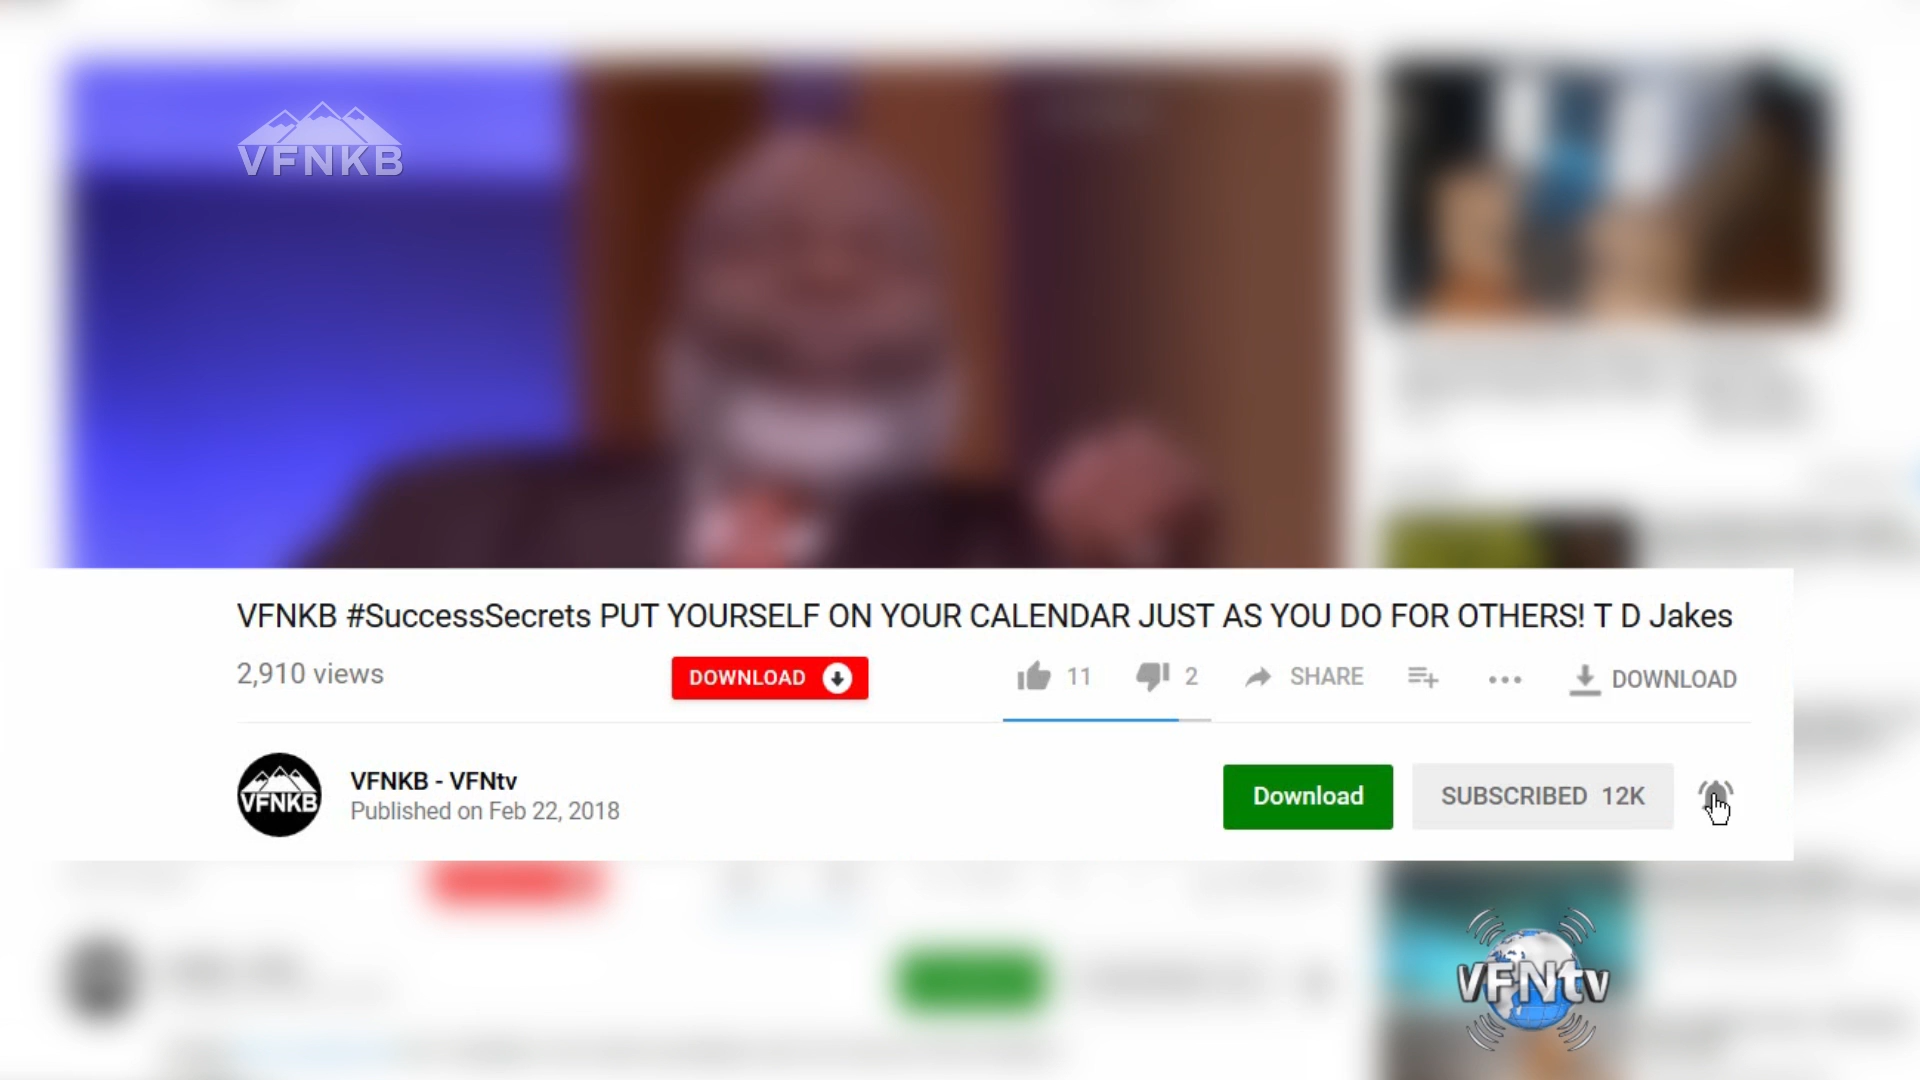 VFNKB
VFNKB #SuccessSecrets PUT YOURSELF ON YOUR CALENDAR JUST AS YOU DO FOR OTHERS! T D Jakes
2,910 views
DOWNLOAD
11
2
SHARE
DOWNLOAD
VFNKB
VFNKB - VFNtv
Published on Feb 22, 2018
Download
SUBSCRIBED 12K
VFNtv